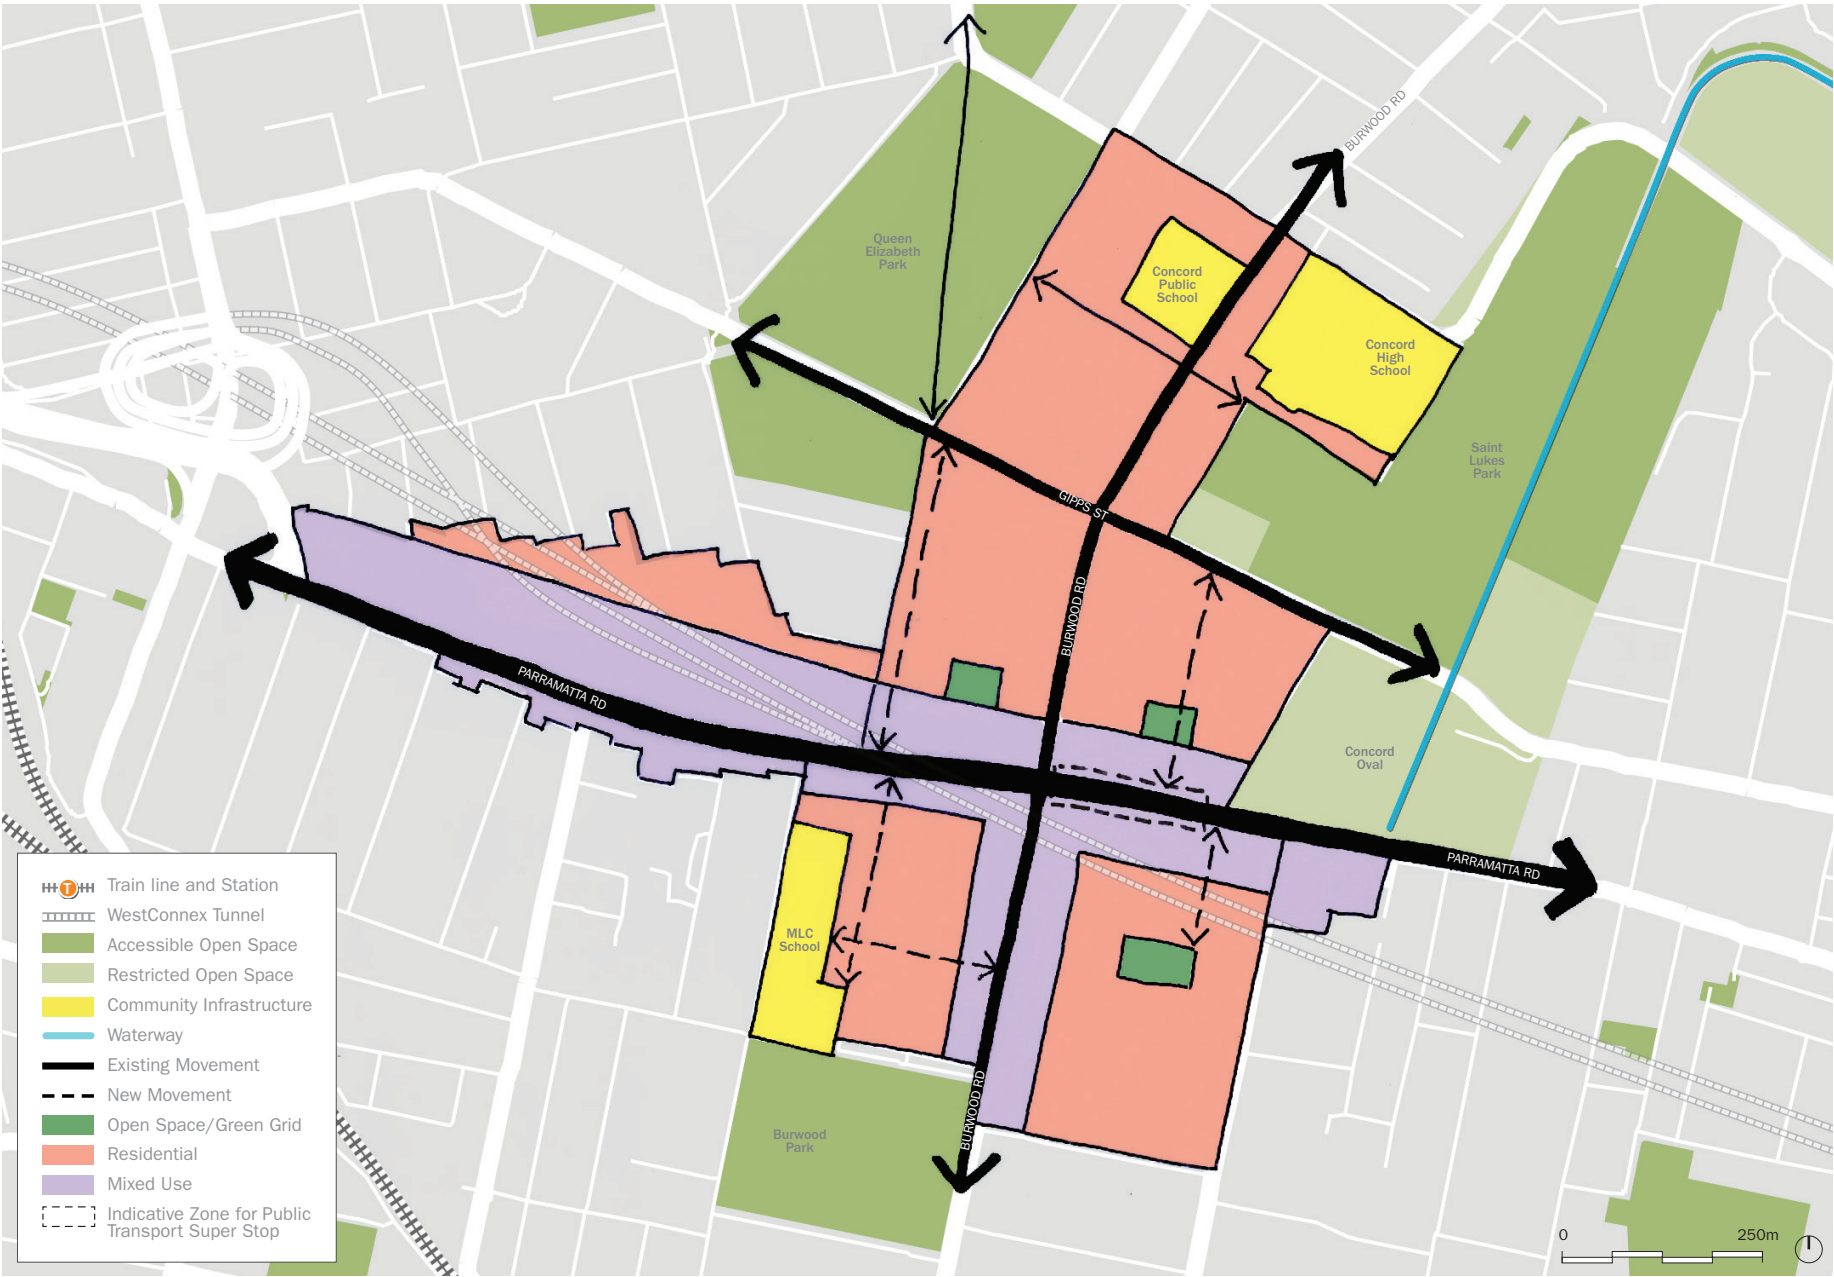 BURWOOD RD
Queen
Elizabeth
Park
Concord
Public
School
Concord
High
School
Saint
Lukes
Park
GIPPS ST
BURWOOD RD
PARRAMATTA RD
Concord
Oval
PARRAMATTA RD
MLC
School
BURWOOD RD
Burwood
Park
T
Train line and Station
WestConnex Tunnel
Accessible Open Space
Restricted Open Space
Community Infrastructure
Waterway
Existing Movement
New Movement
Open Space/Green Grid
Residential
Mixed Use
Indicative Zone for Public
Transport Super Stop
0 250m